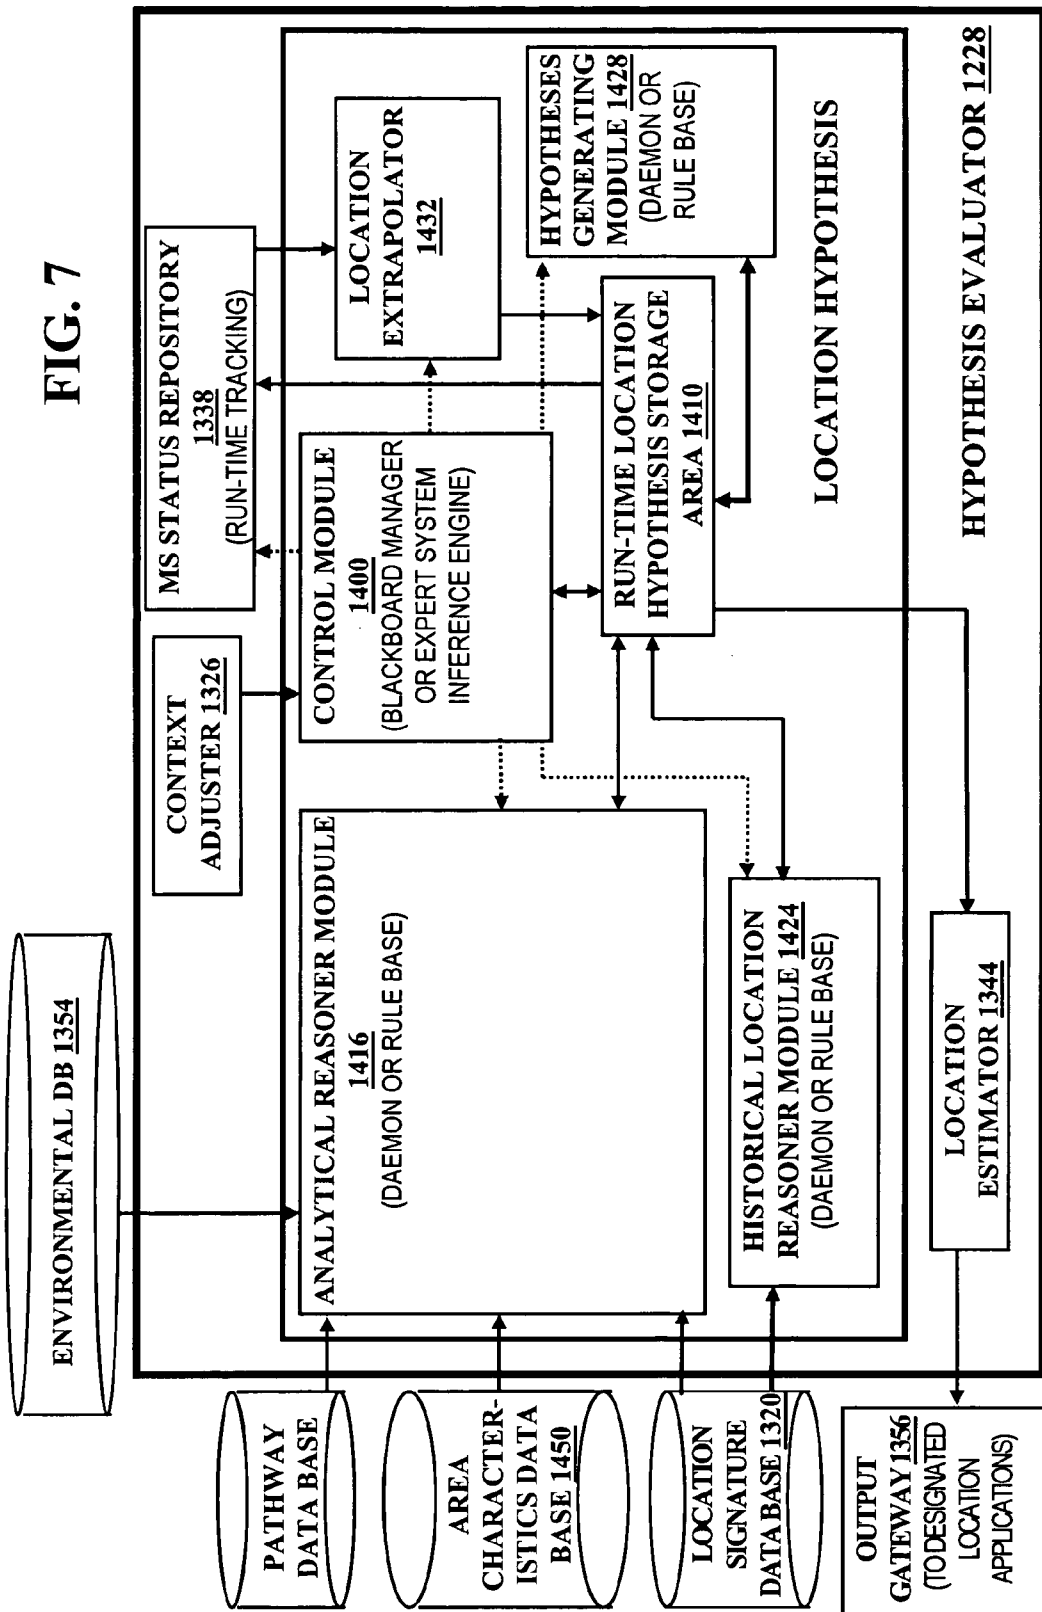 FIG. 7
ENVIRONMENTAL DB 1354
CONTEXT
ADJUSTER 1326
MS STATUS REPOSITORY
1338
(RUN-TIME TRACKING)
PATHWAY
DATA BASE
AREA
CHARACTER-
ISTICS DATA
BASE 1450
LOCATION
SIGNATURE
DATA BASE 1320
OUTPUT
GATEWAY 1356
(TO DESIGNATED
LOCATION
APPLICATIONS)
ANALYTICAL REASONER MODULE
1416
(DAEMON OR RULE BASE)
CONTROL MODULE
1400
(BLACKBOARD MANAGER
OR EXPERT SYSTEM
INFERENCE ENGINE)
LOCATION
EXTRAPOLATOR
1432
HYPOTHESES
GENERATING
MODULE 1428
(DAEMON OR
RULE BASE)
RUN-TIME LOCATION
HYPOTHESIS STORAGE
AREA 1410
HISTORICAL LOCATION
REASONER MODULE 1424
(DAEMON OR RULE BASE)
LOCATION
ESTIMATOR 1344
LOCATION HYPOTHESIS
HYPOTHESIS EVALUATOR 1228